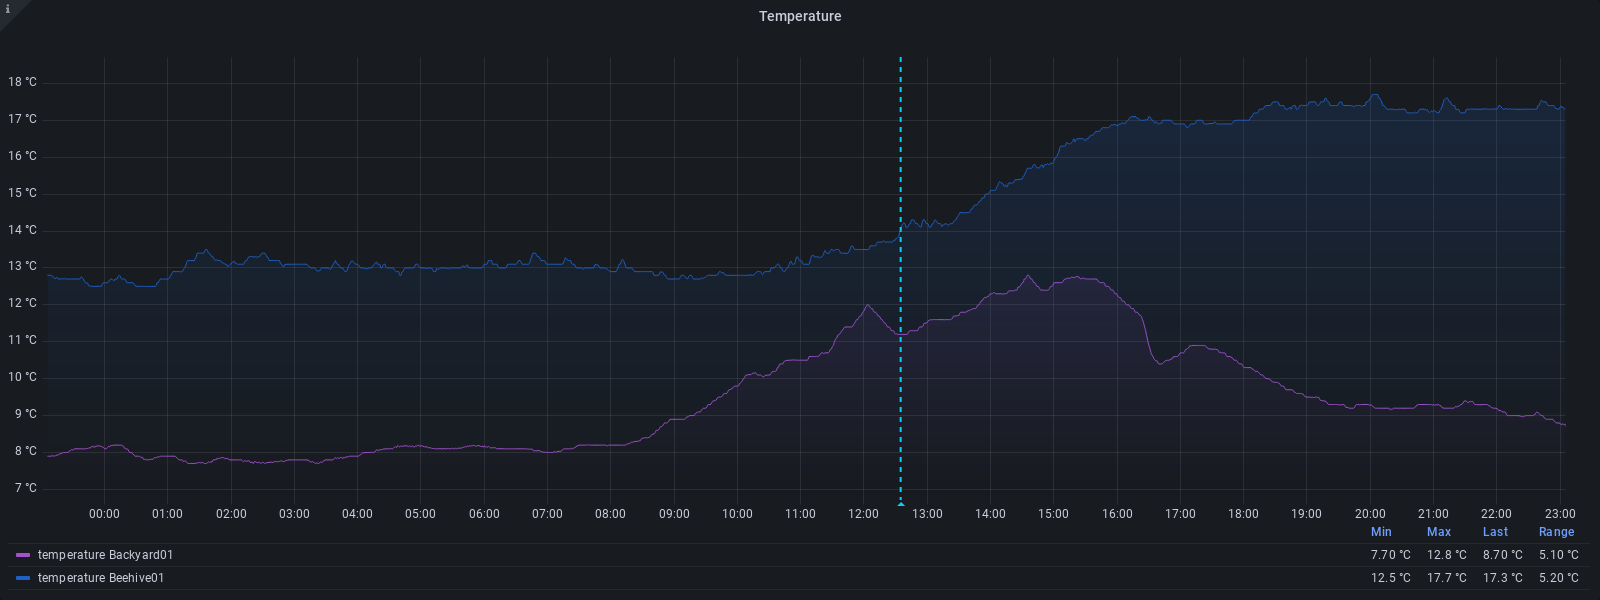 i
Temperature
18 °C
17 °C
16 °C
15 °C
14 °C
13 °C
12 °C
11 °C
10 °C
9 °C
8 °C
7 °C
00:00 01:00 02:00 03:00 04:00 05:00 06:00 07:00 08:00 09:00 10:00 11:00 12:00 13:00 14:00 15:00 16:00 17:00 18:00 19:00 20:00 21:00 22:00 23:00
Min Max Last Range
temperature Backyard01 7.70 °C 12.8 °C 8.70 °C 5.10 °C
temperature Beehive01 12.5 °C 17.7 °C 17.3 °C 5.20 °C